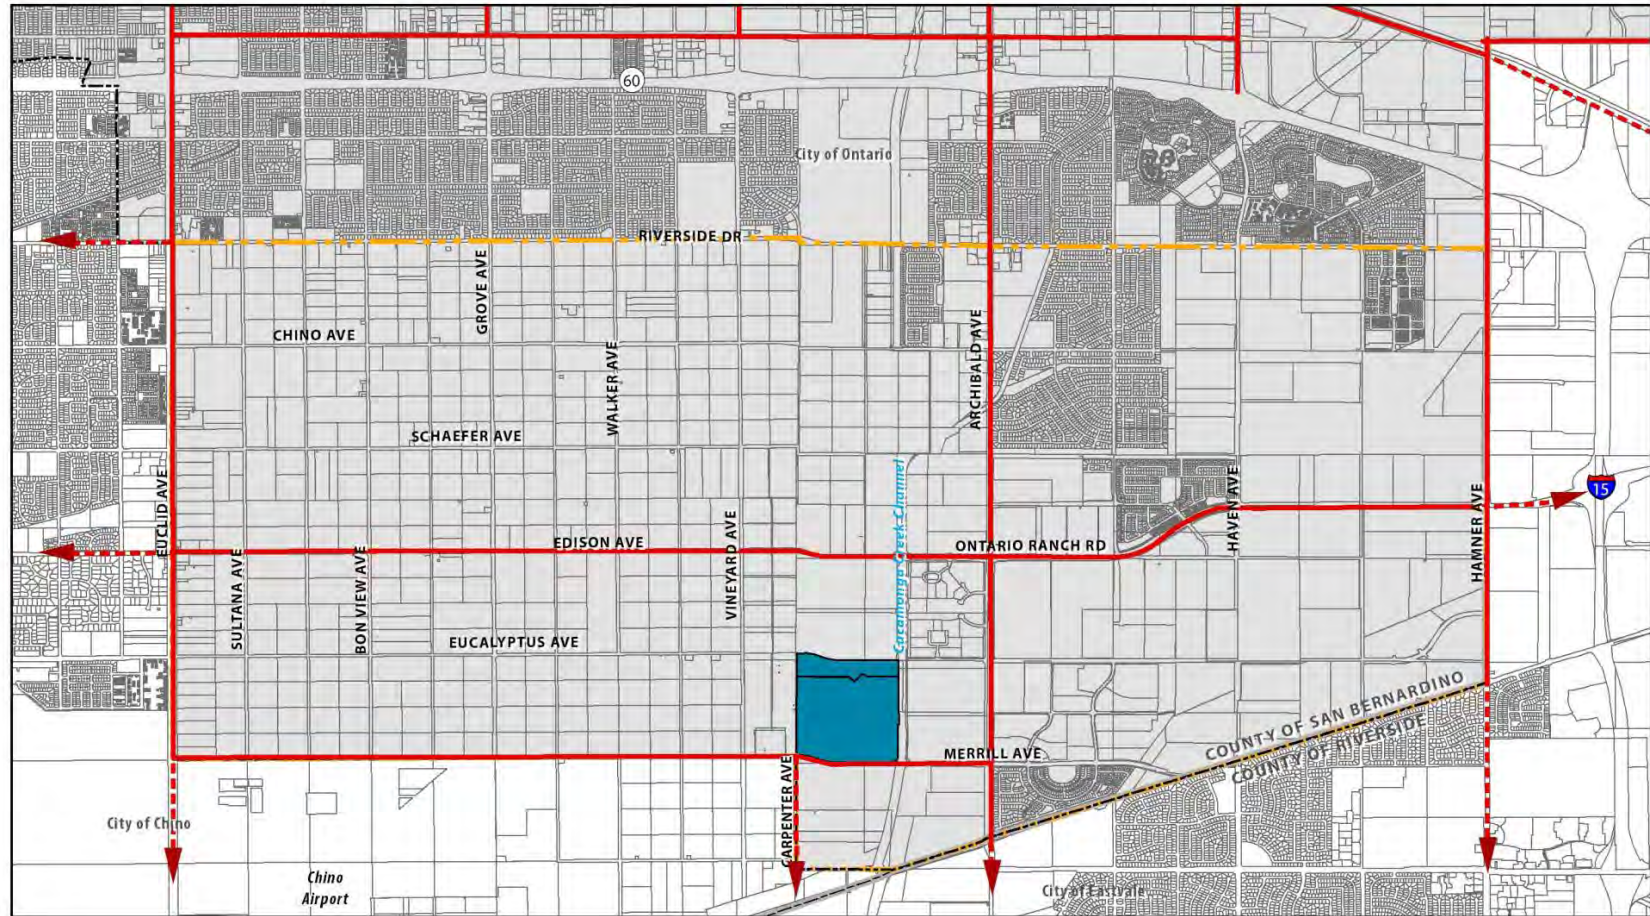 60
City of Ontario
RIVERSIDE DR
GROVE AVE
CHINO AVE
WALKER AVE
ARCHIBALD AVE
SCHAEFER AVE
Cucamonga Creek Channel
EUCLID AVE
HAVEN AVE
HAMNER AVE
15
VINEYARD AVE
EDISON AVE
ONTARIO RANCH RD
SULTANA AVE
BON VIEW AVE
EUCALYPTUS AVE
COUNTY OF SAN BERNARDINO
COUNTY OF RIVERSIDE
MERRILL AVE
CARPENTER AVE
City of Chino
Chino
Airport
City of Eastvale